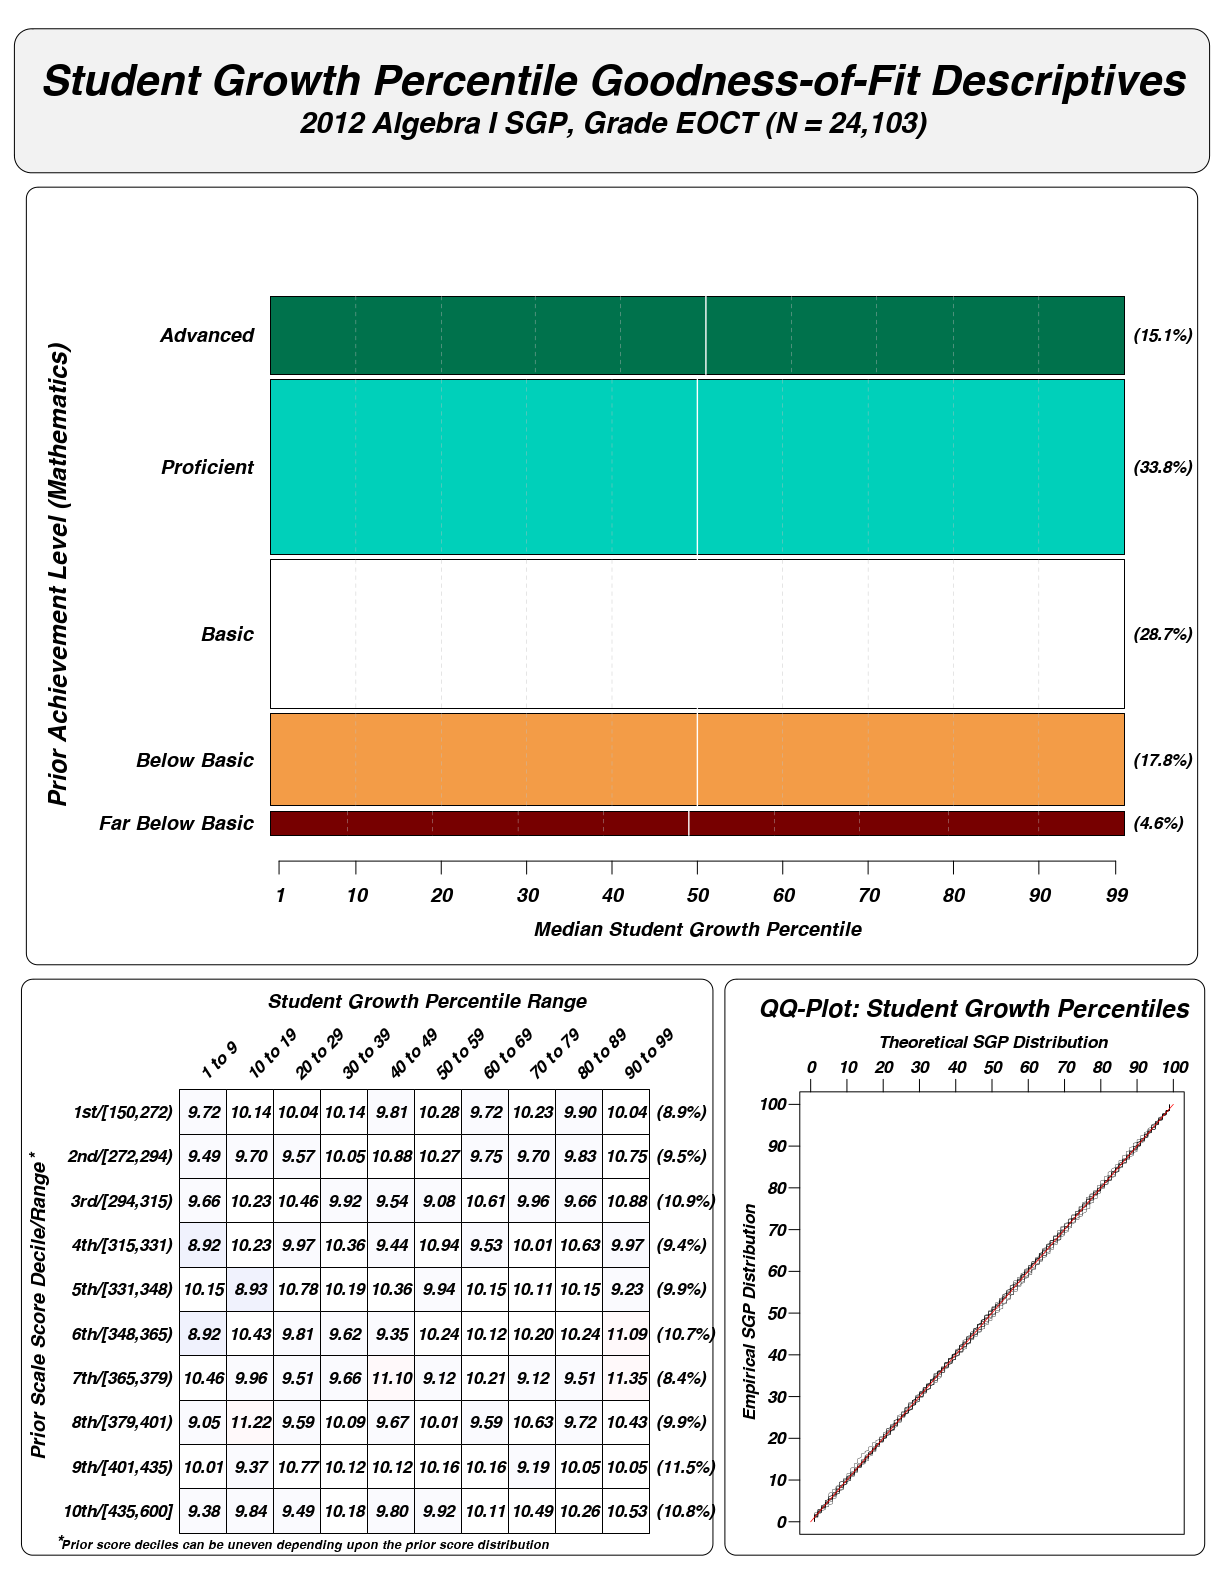 Student Growth Percentile Goodness-of-Fit Descriptives
2012 Algebra I SGP, Grade EOCT (N = 24,103)
Prior Achievement Level (Mathematics)
Advanced (15.1%)
Proficient (33.8%)
Basic (28.7%)
Below Basic (17.8%)
Far Below Basic (4.6%)
1 10 20 30 40 50 60 70 80 90 99
Median Student Growth Percentile
Student Growth Percentile Range
1 to 9 10 to 19 20 to 29 30 to 39 40 to 49 50 to 59 60 to 69 70 to 79 80 to 89 90 to 99
Prior Scale Score Decile/Range*
1st/[150,272) 9.72 10.14 10.04 10.14 9.81 10.28 9.72 10.23 9.90 10.04 (8.9%)
2nd/[272,294) 9.49 9.70 9.57 10.05 10.88 10.27 9.75 9.70 9.83 10.75 (9.5%)
3rd/[294,315) 9.66 10.23 10.46 9.92 9.54 9.08 10.61 9.96 9.66 10.88 (10.9%)
4th/[315,331) 8.92 10.23 9.97 10.36 9.44 10.94 9.53 10.01 10.63 9.97 (9.4%)
5th/[331,348) 10.15 8.93 10.78 10.19 10.36 9.94 10.15 10.11 10.15 9.23 (9.9%)
6th/[348,365) 8.92 10.43 9.81 9.62 9.35 10.24 10.12 10.20 10.24 11.09 (10.7%)
7th/[365,379) 10.46 9.96 9.51 9.66 11.10 9.12 10.21 9.12 9.51 11.35 (8.4%)
8th/[379,401) 9.05 11.22 9.59 10.09 9.67 10.01 9.59 10.63 9.72 10.43 (9.9%)
9th/[401,435) 10.01 9.37 10.77 10.12 10.12 10.16 10.16 9.19 10.05 10.05 (11.5%)
10th/[435,600] 9.38 9.84 9.49 10.18 9.80 9.92 10.11 10.49 10.26 10.53 (10.8%)
*Prior score deciles can be uneven depending upon the prior score distribution
QQ-Plot: Student Growth Percentiles
Theoretical SGP Distribution
0 10 20 30 40 50 60 70 80 90 100
Empirical SGP Distribution
100
90
80
70
60
50
40
30
20
10
0